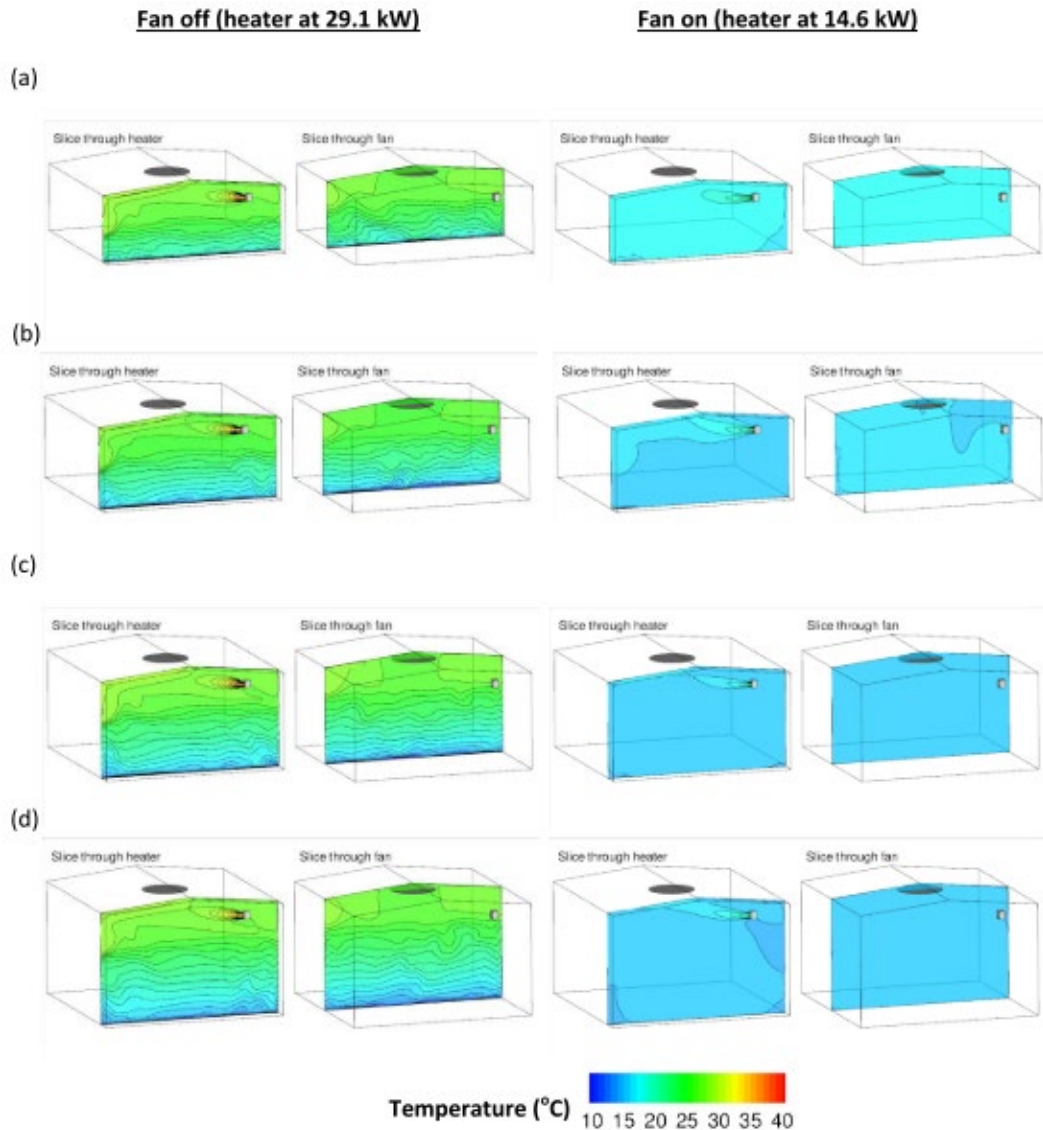 Fan off (heater at 29.1 kW) Fan on (heater at 14.6 kW)
(a)
Slice through heater Slice through fan Slice through heater Slice through fan
(b)
Slice through heater Slice through fan Slice through heater Slice through fan
(c)
Slice through heater Slice through fan Slice through heater Slice through fan
(d)
Slice through heater Slice through fan Slice through heater Slice through fan
Temperature (°C)
10 15 20 25 30 35 40